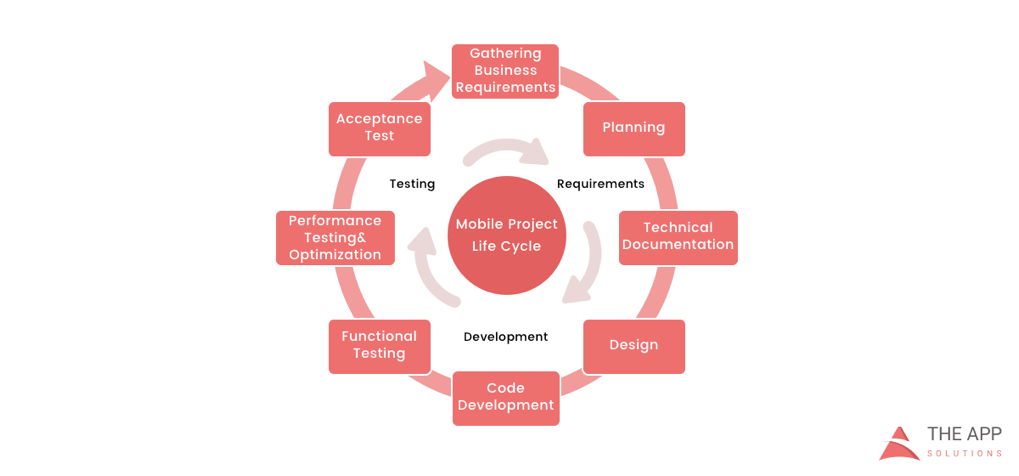 Gathering
Business
Requirements
Planning
Technical
Documentation
Design
Code
Development
Functional
Testing
Performance
Testing&
Optimization
Acceptance
Test
Testing
Requirements
Development
Mobile Project
Life Cycle
THE APP
SOLUTIONS